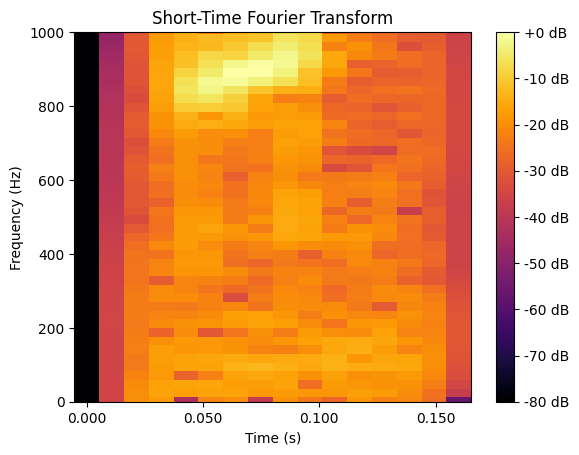 Short-Time Fourier Transform
1000
800
600
400
200
0
Frequency (Hz)
0.000
0.050
0.100
0.150
Time (s)
+0 dB
-10 dB
-20 dB
-30 dB
-40 dB
-50 dB
-60 dB
-70 dB
-80 dB